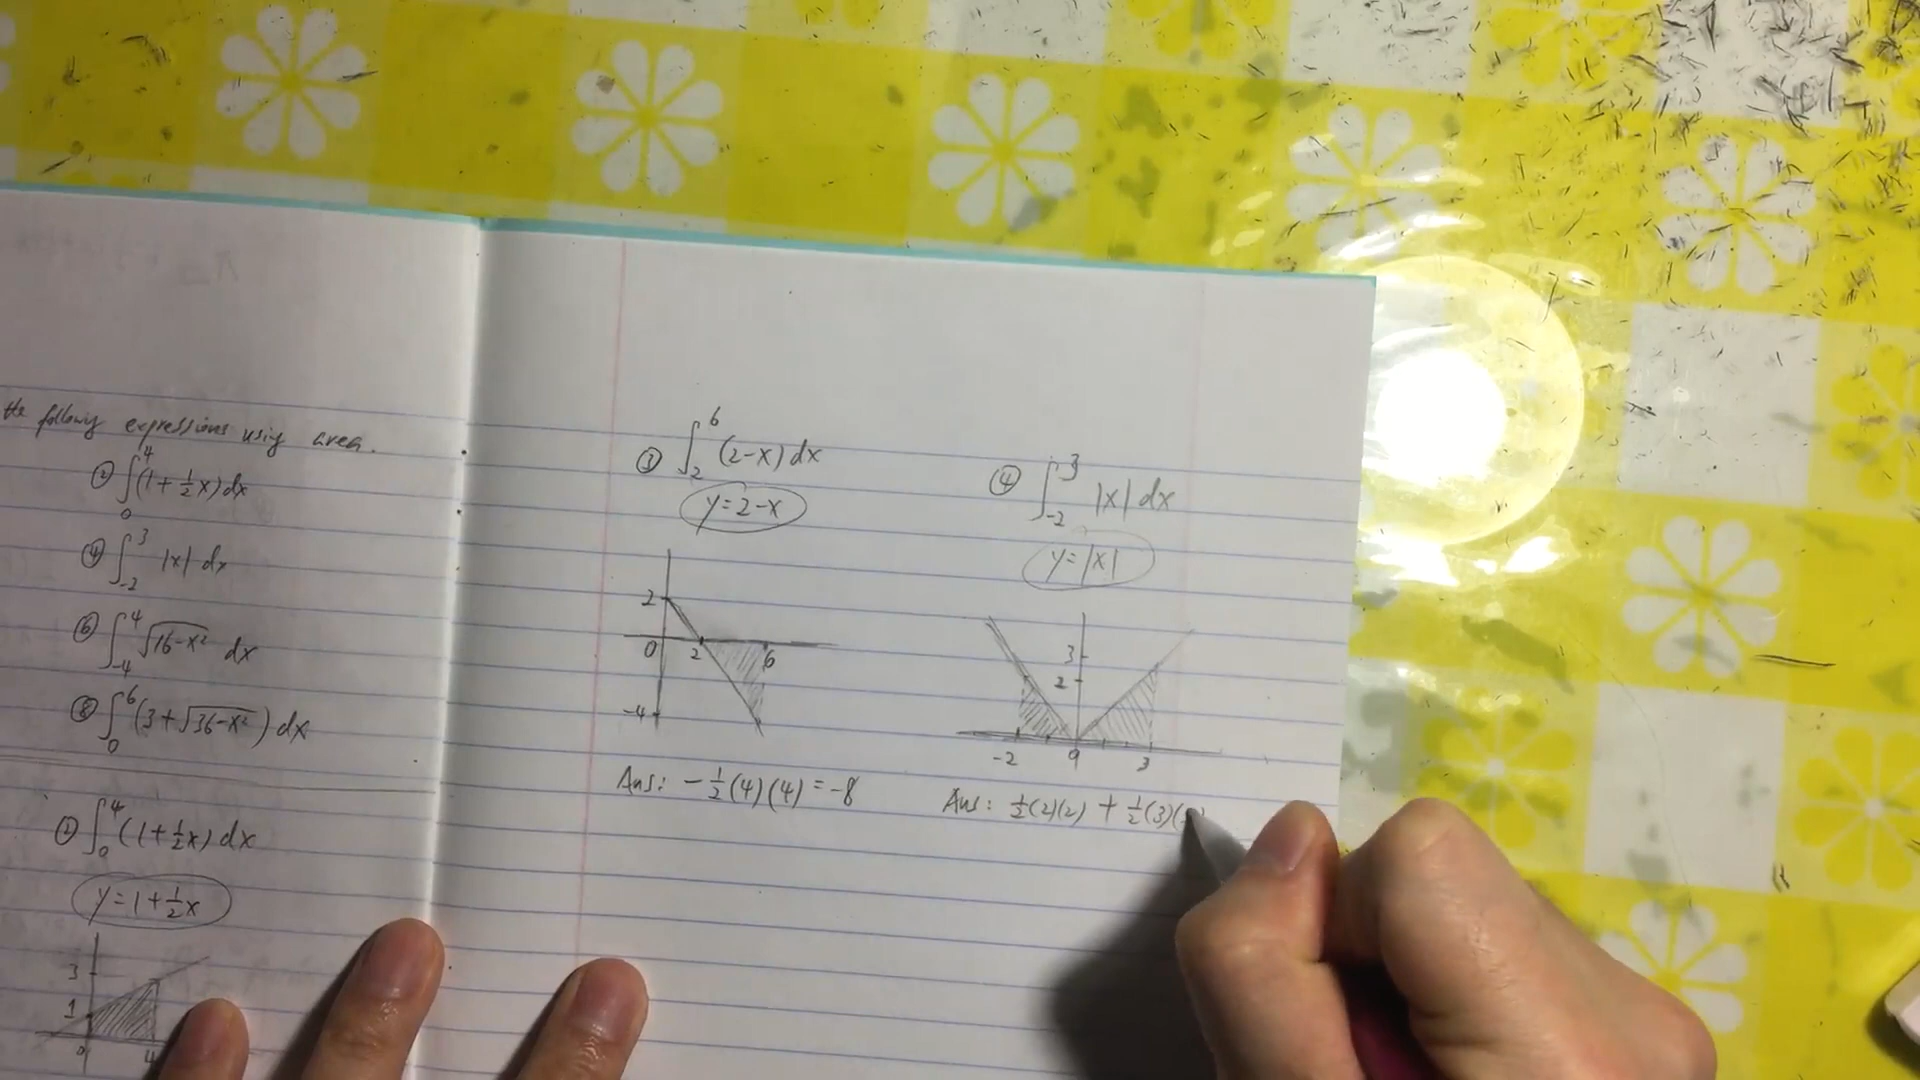 the following expressions using area.
② ∫₀⁴ (1 + ½x) dx
④ ∫₋₂³ |x| dx
⑥ ∫₋₄⁴ √(16-x²) dx
⑧ ∫₀⁶ (3 + √(36-x²)) dx
② ∫₀⁴ (1 + ½x) dx
y = 1 + ½x
3
1
0
4
③ ∫₂⁶ (2-x) dx
y = 2-x
2
0 2 6
-4
Ans: -½(4)(4) = -8
④ ∫₋₂³ |x| dx
y = |x|
3
2
-2 0 3
Ans: ½(2)(2) + ½(3)(